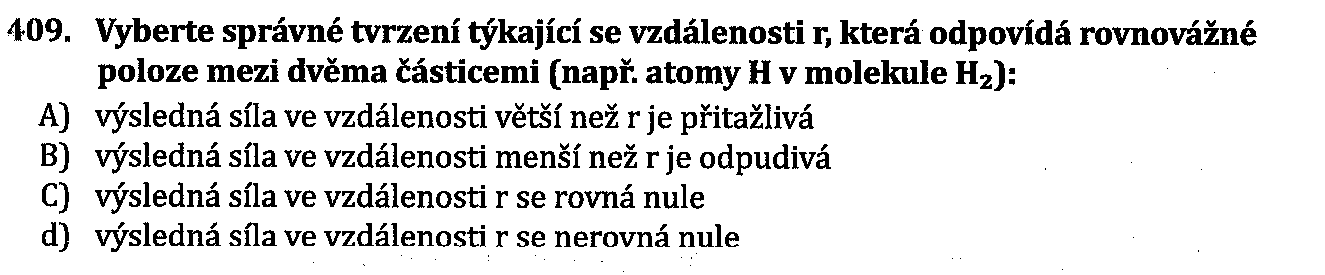 409. Vyberte správné tvrzení týkající se vzdálenosti r, která odpovídá rovnovážné
poloze mezi dvěma částicemi (např. atomy H v molekule H₂):
A) výsledná síla ve vzdálenosti větší než r je přitažlivá
B) výsledná síla ve vzdálenosti menší než r je odpudivá
C) výsledná síla ve vzdálenosti r se rovná nule
d) výsledná síla ve vzdálenosti r se nerovná nule